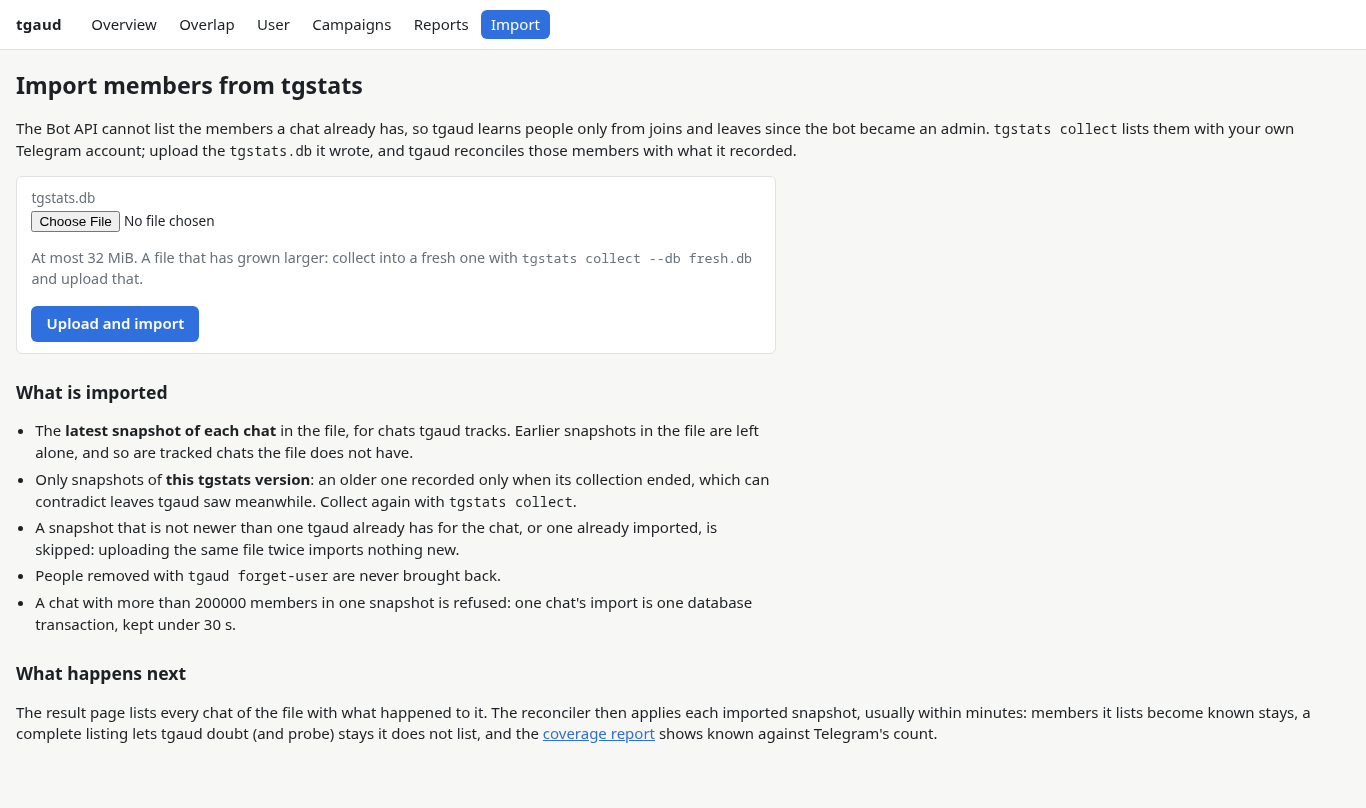 tgaud Overview Overlap User Campaigns Reports Import
Import members from tgstats
The Bot API cannot list the members a chat already has, so tgaud learns people only from joins and leaves since the bot became an admin. tgstats collect lists them with your own
Telegram account; upload the tgstats.db it wrote, and tgaud reconciles those members with what it recorded.
tgstats.db
Choose File No file chosen
At most 32 MiB. A file that has grown larger: collect into a fresh one with tgstats collect --db fresh.db
and upload that.
Upload and import
What is imported
• The latest snapshot of each chat in the file, for chats tgaud tracks. Earlier snapshots in the file are left
alone, and so are tracked chats the file does not have.
• Only snapshots of this tgstats version: an older one recorded only when its collection ended, which can
contradict leaves tgaud saw meanwhile. Collect again with tgstats collect.
• A snapshot that is not newer than one tgaud already has for the chat, or one already imported, is
skipped: uploading the same file twice imports nothing new.
• People removed with tgaud forget-user are never brought back.
• A chat with more than 200000 members in one snapshot is refused: one chat's import is one database
transaction, kept under 30 s.
What happens next
The result page lists every chat of the file with what happened to it. The reconciler then applies each imported snapshot, usually within minutes: members it lists become known stays, a
complete listing lets tgaud doubt (and probe) stays it does not list, and the coverage report shows known against Telegram's count.